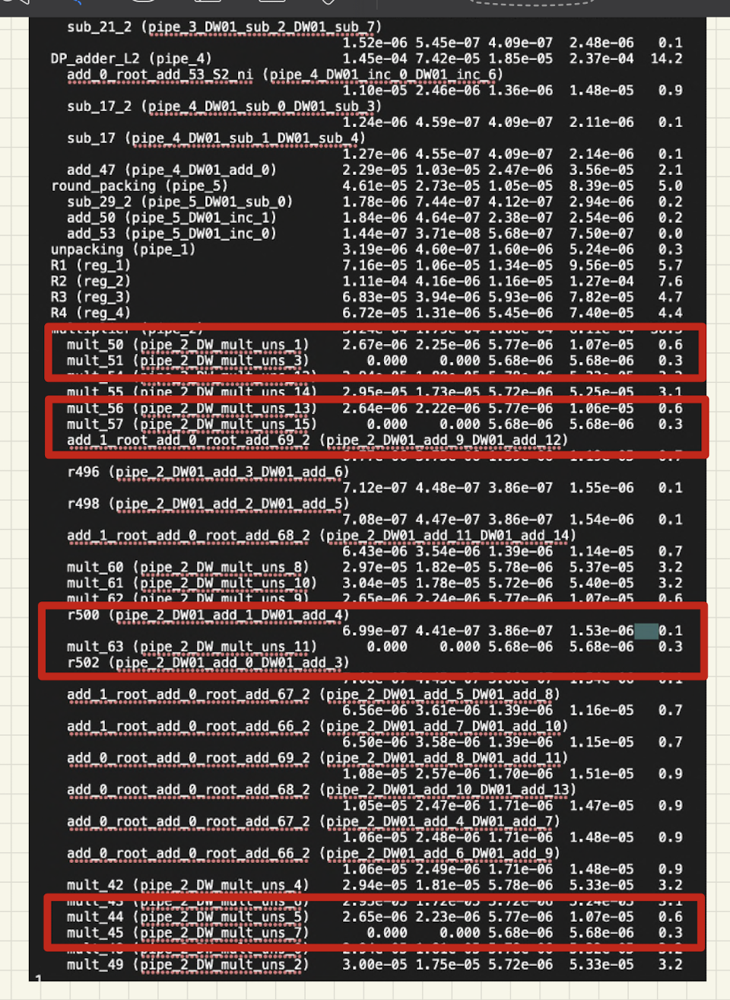 sub_21_2 (pipe_3_DW01_sub_2_DW01_sub_7)
1.52e-06 5.45e-07 4.09e-07 2.48e-06 0.1
DP_adder_L2 (pipe_4) 1.45e-04 7.42e-05 1.85e-05 2.37e-04 14.2
add_0_root_add_53_S2_ni (pipe_4_DW01_inc_0_DW01_inc_6)
1.10e-05 2.46e-06 1.36e-06 1.48e-05 0.9
sub_17_2 (pipe_4_DW01_sub_0_DW01_sub_3)
1.24e-06 4.59e-07 4.09e-07 2.11e-06 0.1
sub_17 (pipe_4_DW01_sub_1_DW01_sub_4)
1.27e-06 4.55e-07 4.09e-07 2.14e-06 0.1
add_47 (pipe_4_DW01_add_0) 2.29e-05 1.03e-05 2.47e-06 3.56e-05 2.1
round_packing (pipe_5) 4.61e-05 2.73e-05 1.05e-05 8.39e-05 5.0
sub_29_2 (pipe_5_DW01_sub_0) 1.78e-06 7.44e-07 4.12e-07 2.94e-06 0.2
add_50 (pipe_5_DW01_inc_1) 1.84e-06 4.64e-07 2.38e-07 2.54e-06 0.2
add_53 (pipe_5_DW01_inc_0) 1.44e-07 3.71e-08 5.68e-07 7.50e-07 0.0
unpacking (pipe_1) 3.19e-06 4.60e-07 1.60e-06 5.24e-06 0.3
R1 (reg_1) 7.16e-05 1.06e-05 1.34e-05 9.56e-05 5.7
R2 (reg_2) 1.11e-04 4.16e-06 1.16e-05 1.27e-04 7.6
R3 (reg_3) 6.83e-05 3.94e-06 5.93e-06 7.82e-05 4.7
R4 (reg_4) 6.72e-05 1.31e-06 5.45e-06 7.40e-05 4.4
multiplier (pipe_2)
mult_50 (pipe_2_DW_mult_uns_1) 2.67e-06 2.25e-06 5.77e-06 1.07e-05 0.6
mult_51 (pipe_2_DW_mult_uns_3) 0.000 0.000 5.68e-06 5.68e-06 0.3
mult_55 (pipe_2_DW_mult_uns_14) 2.95e-05 1.73e-05 5.72e-06 5.25e-05 3.1
mult_56 (pipe_2_DW_mult_uns_13) 2.64e-06 2.22e-06 5.77e-06 1.06e-05 0.6
mult_57 (pipe_2_DW_mult_uns_15) 0.000 0.000 5.68e-06 5.68e-06 0.3
add_1_root_add_0_root_add_69_2 (pipe_2_DW01_add_9_DW01_add_12)
r496 (pipe_2_DW01_add_3_DW01_add_6)
7.12e-07 4.48e-07 3.86e-07 1.55e-06 0.1
r498 (pipe_2_DW01_add_2_DW01_add_5)
7.08e-07 4.47e-07 3.86e-07 1.54e-06 0.1
add_1_root_add_0_root_add_68_2 (pipe_2_DW01_add_11_DW01_add_14)
6.43e-06 3.54e-06 1.39e-06 1.14e-05 0.7
mult_60 (pipe_2_DW_mult_uns_8) 2.97e-05 1.82e-05 5.78e-06 5.37e-05 3.2
mult_61 (pipe_2_DW_mult_uns_10) 3.04e-05 1.78e-05 5.72e-06 5.40e-05 3.2
mult_62 (pipe_2_DW_mult_uns_9) 2.65e-06 2.24e-06 5.77e-06 1.07e-05 0.6
r500 (pipe_2_DW01_add_1_DW01_add_4)
6.99e-07 4.41e-07 3.86e-07 1.53e-06 0.1
mult_63 (pipe_2_DW_mult_uns_11) 0.000 0.000 5.68e-06 5.68e-06 0.3
r502 (pipe_2_DW01_add_0_DW01_add_3)
add_1_root_add_0_root_add_67_2 (pipe_2_DW01_add_5_DW01_add_8)
6.56e-06 3.61e-06 1.39e-06 1.16e-05 0.7
add_1_root_add_0_root_add_66_2 (pipe_2_DW01_add_7_DW01_add_10)
6.50e-06 3.58e-06 1.39e-06 1.15e-05 0.7
add_0_root_add_0_root_add_69_2 (pipe_2_DW01_add_8_DW01_add_11)
1.08e-05 2.57e-06 1.70e-06 1.51e-05 0.9
add_0_root_add_0_root_add_68_2 (pipe_2_DW01_add_10_DW01_add_13)
1.05e-05 2.47e-06 1.71e-06 1.47e-05 0.9
add_0_root_add_0_root_add_67_2 (pipe_2_DW01_add_4_DW01_add_7)
1.06e-05 2.48e-06 1.71e-06 1.48e-05 0.9
add_0_root_add_0_root_add_66_2 (pipe_2_DW01_add_6_DW01_add_9)
1.06e-05 2.49e-06 1.71e-06 1.48e-05 0.9
mult_42 (pipe_2_DW_mult_uns_4) 2.94e-05 1.81e-05 5.78e-06 5.33e-05 3.2
mult_44 (pipe_2_DW_mult_uns_5) 2.65e-06 2.23e-06 5.77e-06 1.07e-05 0.6
mult_45 (pipe_2_DW_mult_uns_7) 0.000 0.000 5.68e-06 5.68e-06 0.3
mult_49 (pipe_2_DW_mult_uns_2) 3.00e-05 1.75e-05 5.72e-06 5.33e-05 3.2
1